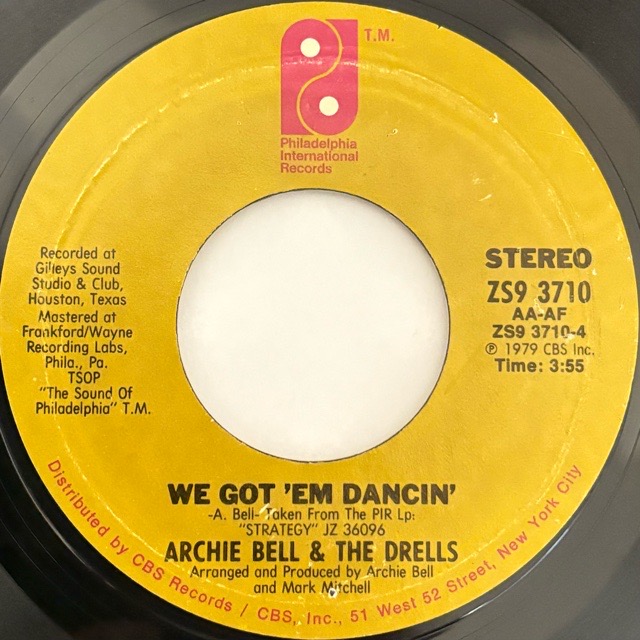 T.M.
Philadelphia
International
Records
Recorded at
Gilleys Sound
Studio & Club,
Houston, Texas
Mastered at
Frankford/Wayne
Recording Labs,
Phila., Pa.
TSOP
"The Sound Of
Philadelphia" T.M.
STEREO
ZS9 3710
AA-AF
ZS9 3710-4
℗ 1979 CBS Inc.
Time: 3:55
WE GOT 'EM DANCIN'
-A. Bell- Taken From The PIR Lp:
"STRATEGY" JZ 36096
ARCHIE BELL & THE DRELLS
Arranged and Produced by Archie Bell
and Mark Mitchell
Distributed by CBS Records / CBS, Inc., 51 West 52 Street, New York City